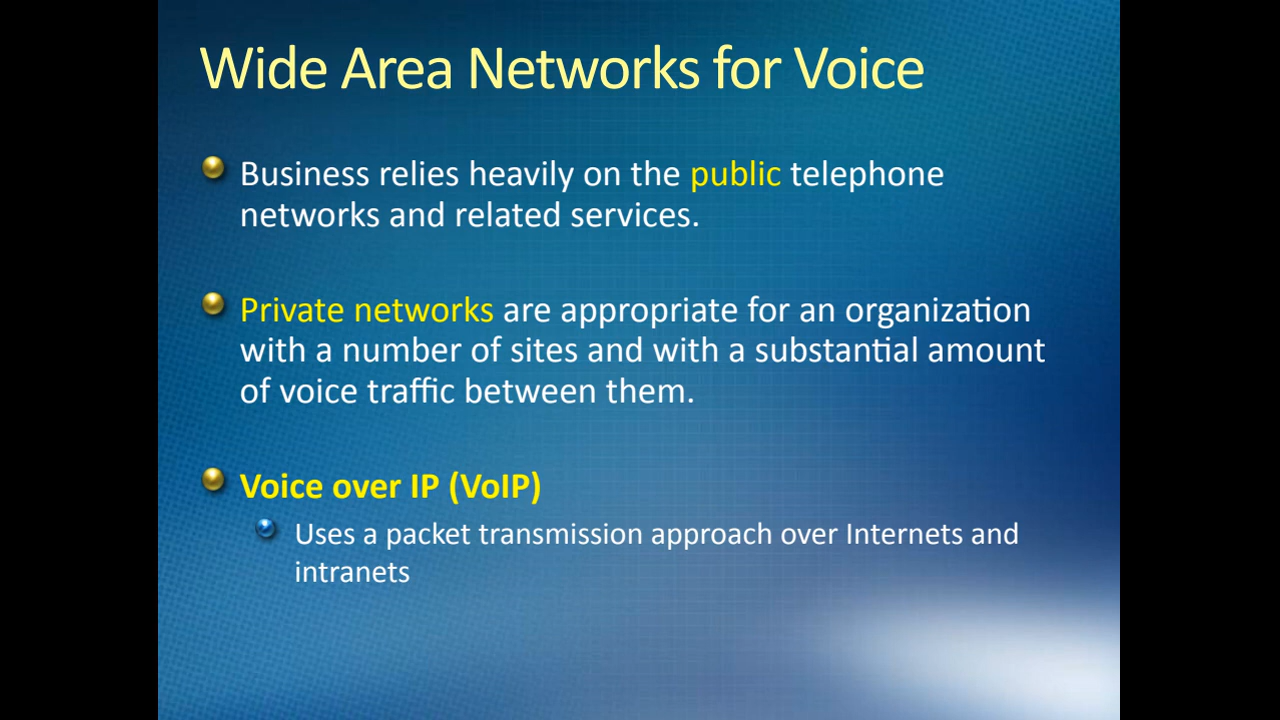 Wide Area Networks for Voice
Business relies heavily on the public telephone
networks and related services.
Private networks are appropriate for an organization
with a number of sites and with a substantial amount
of voice traffic between them.
Voice over IP (VoIP)
Uses a packet transmission approach over Internets and
intranets